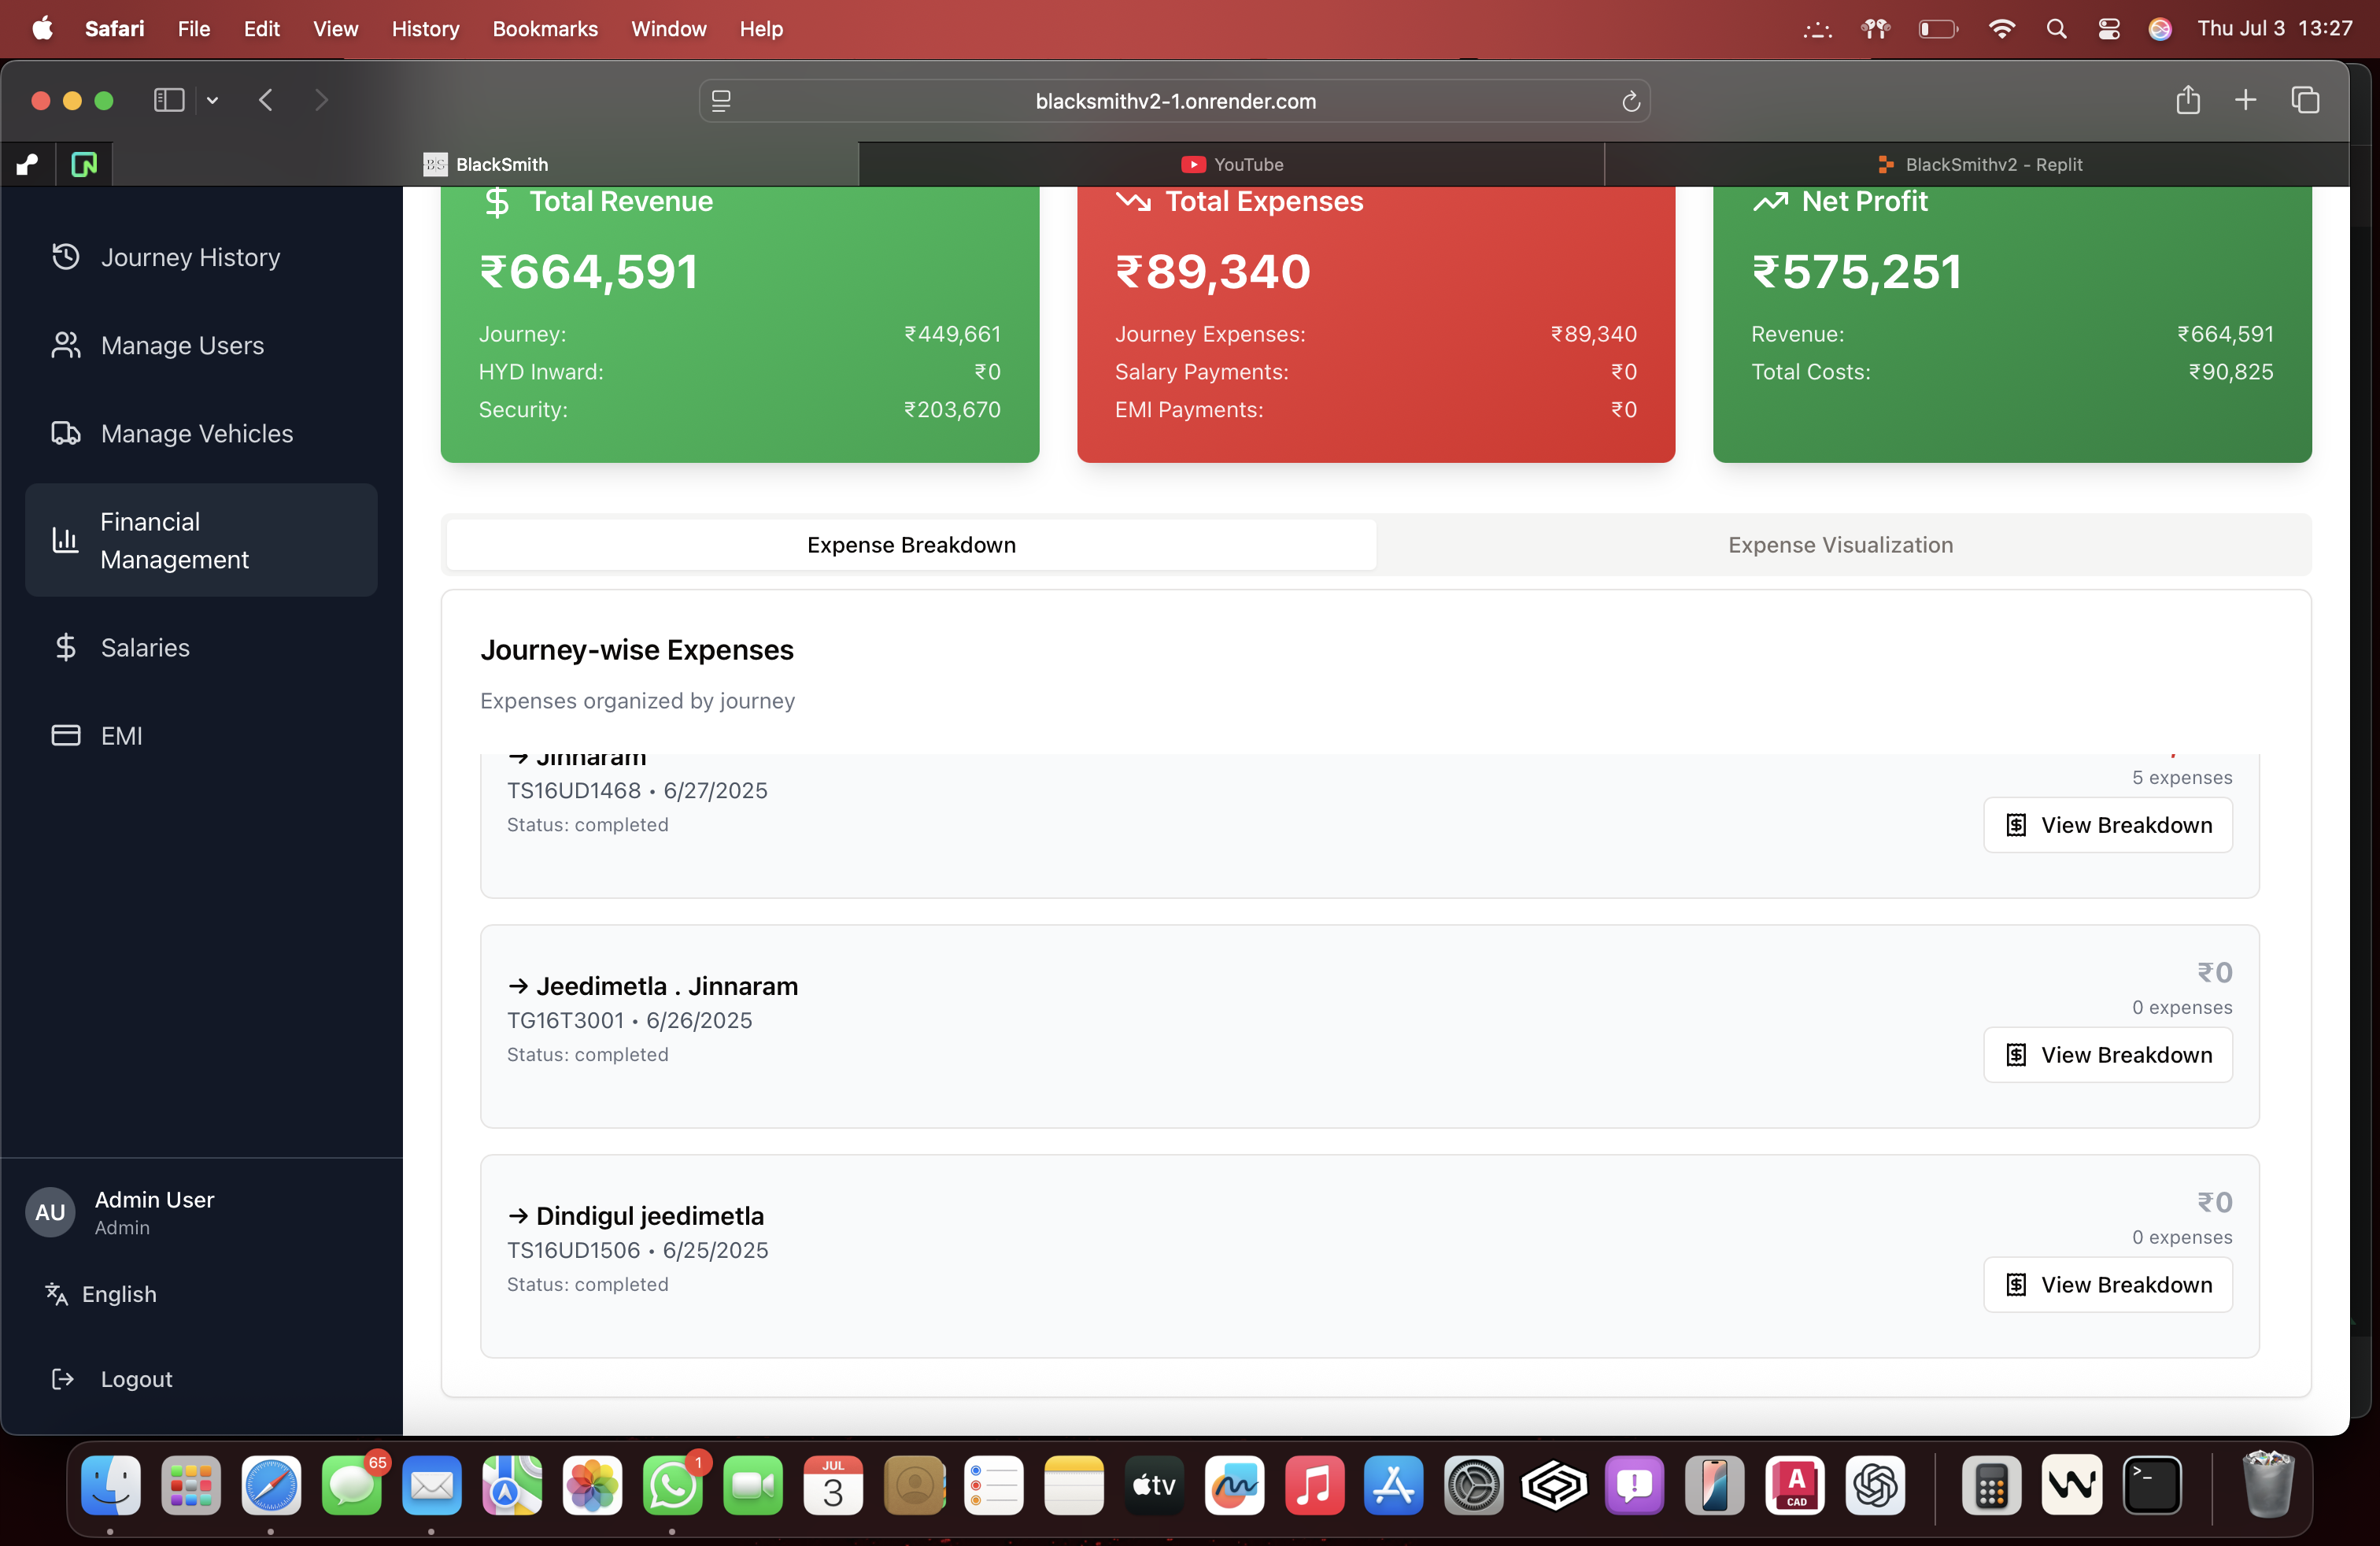 Safari File Edit View History Bookmarks Window Help Thu Jul 3 13:27
blacksmithv2-1.onrender.com
BS BlackSmith YouTube BlackSmithv2 - Replit
Journey History
Manage Users
Manage Vehicles
Financial
Management
Salaries
EMI
Admin User
AU
Admin
English
Logout
Total Revenue
₹664,591
Journey: ₹449,661
HYD Inward: ₹0
Security: ₹203,670
Total Expenses
₹89,340
Journey Expenses: ₹89,340
Salary Payments: ₹0
EMI Payments: ₹0
Net Profit
₹575,251
Revenue: ₹664,591
Total Costs: ₹90,825
Expense Breakdown Expense Visualization
Journey-wise Expenses
Expenses organized by journey
→ Jinnaram
5 expenses
TS16UD1468 • 6/27/2025
Status: completed
View Breakdown
₹0
→ Jeedimetla . Jinnaram
0 expenses
TG16T3001 • 6/26/2025
Status: completed
View Breakdown
₹0
→ Dindigul jeedimetla
0 expenses
TS16UD1506 • 6/25/2025
Status: completed
View Breakdown
65 1 JUL 3 tv A CAD >_